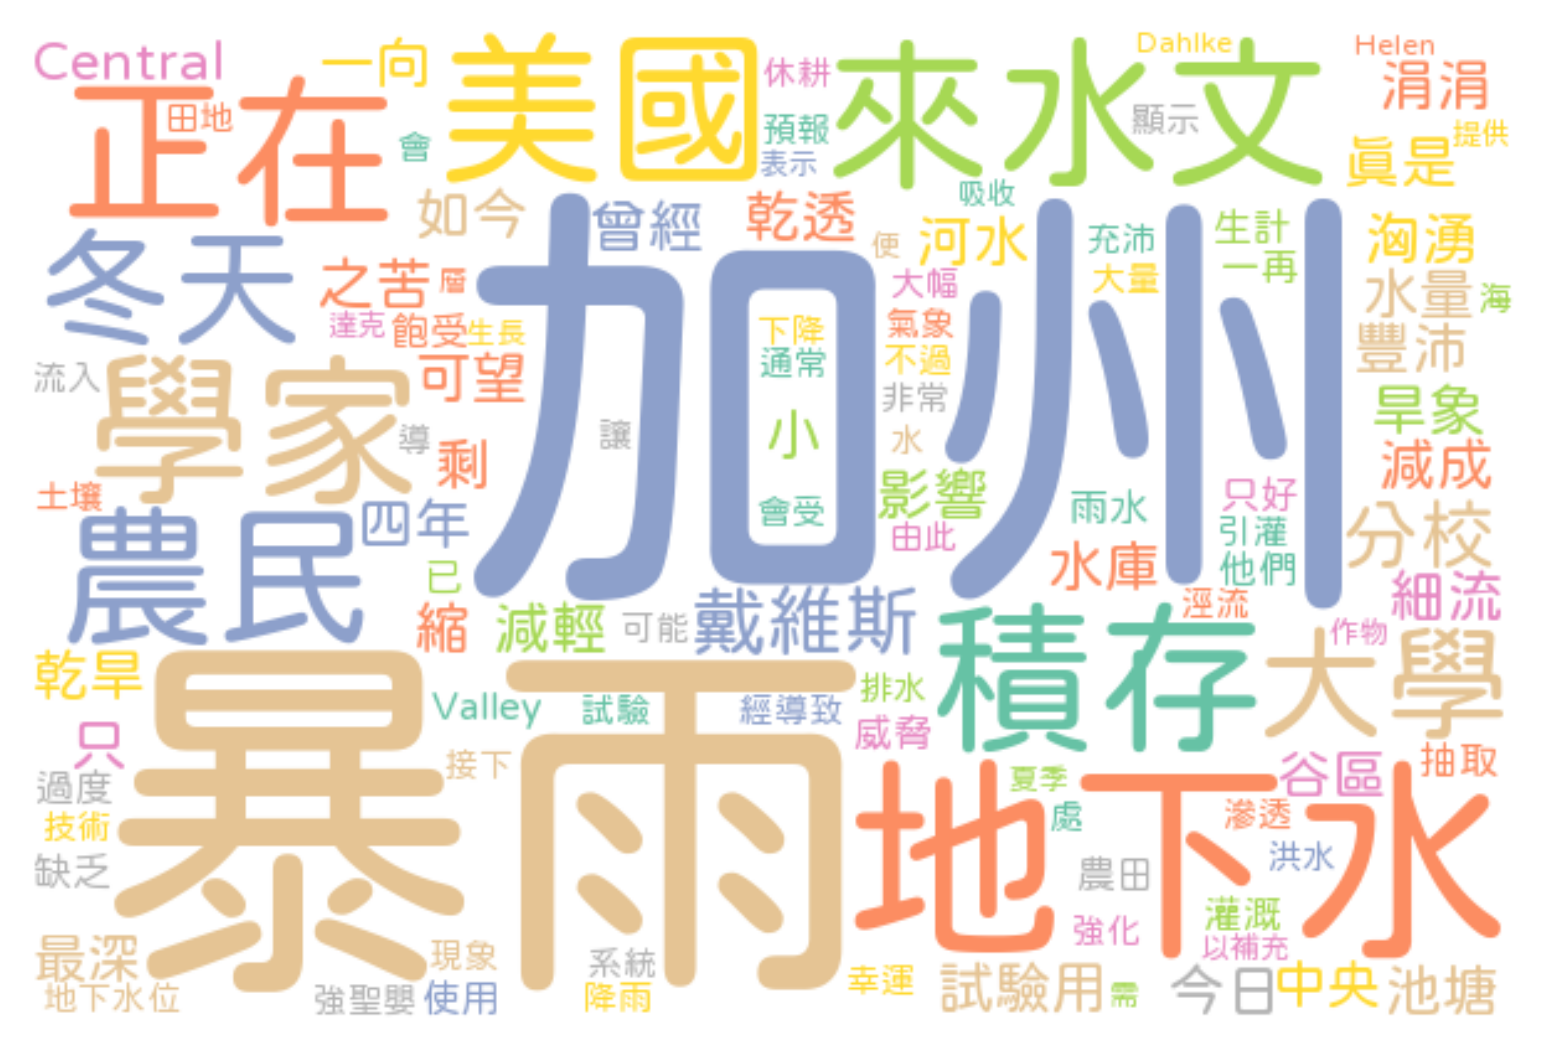 Central
一向
美國
休耕
來水文
Dahlke
Helen
涓涓
正在
田地
會
預報
表示
顯示
眞是
提供
如今
曾經
乾透
吸收
便
河水
充沛
生計
一再
洶湧
冬天
之苦
層
加州
大幅
大量
水量
海
達克
飽受
生長
下降
通常
氣象
不過
豐沛
流入
學家
可望
非常
旱象
導
剩
讓
小
水
減成
土壤
農民
四年
會受
影響
由此
雨水
只好
引灌
他們
分校
已
水庫
細流
縮
減輕
可能
戴維斯
積存
涇流
作物
大學
乾旱
暴雨
Valley
試驗
經導致
排水
威脅
只
接下
夏季
谷區
抽取
過度
技術
缺乏
地下水
處
滲透
洪水
農田
灌溉
強化
以補充
最深
現象
系統
幸運
試驗用
需
今日
中央
池塘
地下水位
強聖嬰
使用
降雨